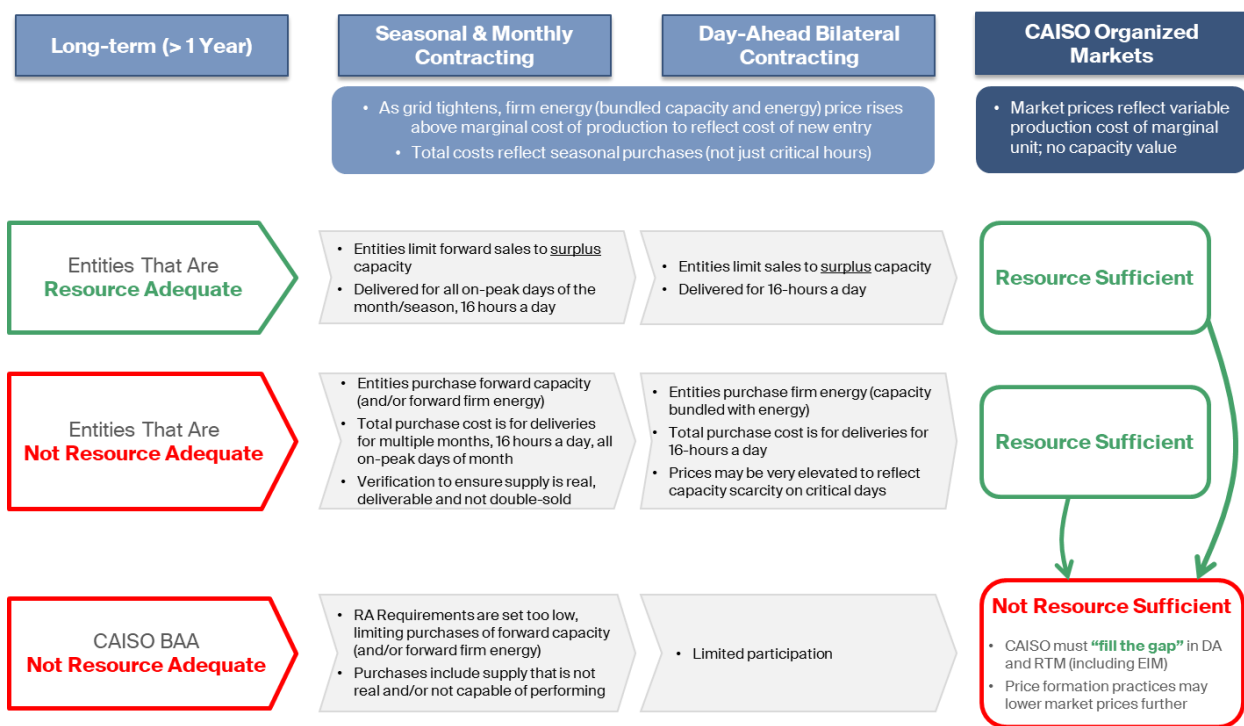 Long-term (> 1 Year)
Seasonal & Monthly
Contracting
Day-Ahead Bilateral
Contracting
CAISO Organized
Markets
• As grid tightens, firm energy (bundled capacity and energy) price rises
above marginal cost of production to reflect cost of new entry
• Total costs reflect seasonal purchases (not just critical hours)
• Market prices reflect variable
production cost of marginal
unit; no capacity value
Entities That Are
Resource Adequate
• Entities limit forward sales to surplus
capacity
• Delivered for all on-peak days of the
month/season, 16 hours a day
• Entities limit sales to surplus capacity
• Delivered for 16-hours a day
Resource Sufficient
Entities That Are
Not Resource Adequate
• Entities purchase forward capacity
(and/or forward firm energy)
• Total purchase cost is for deliveries
for multiple months, 16 hours a day, all
on-peak days of month
• Verification to ensure supply is real,
deliverable and not double-sold
• Entities purchase firm energy (capacity
bundled with energy)
• Total purchase cost is for deliveries for
16-hours a day
• Prices may be very elevated to reflect
capacity scarcity on critical days
Resource Sufficient
CAISO BAA
Not Resource Adequate
• RA Requirements are set too low,
limiting purchases of forward capacity
(and/or forward firm energy)
• Purchases include supply that is not
real and/or not capable of performing
• Limited participation
Not Resource Sufficient
• CAISO must “fill the gap” in DA
and RTM (including EIM)
• Price formation practices may
lower market prices further